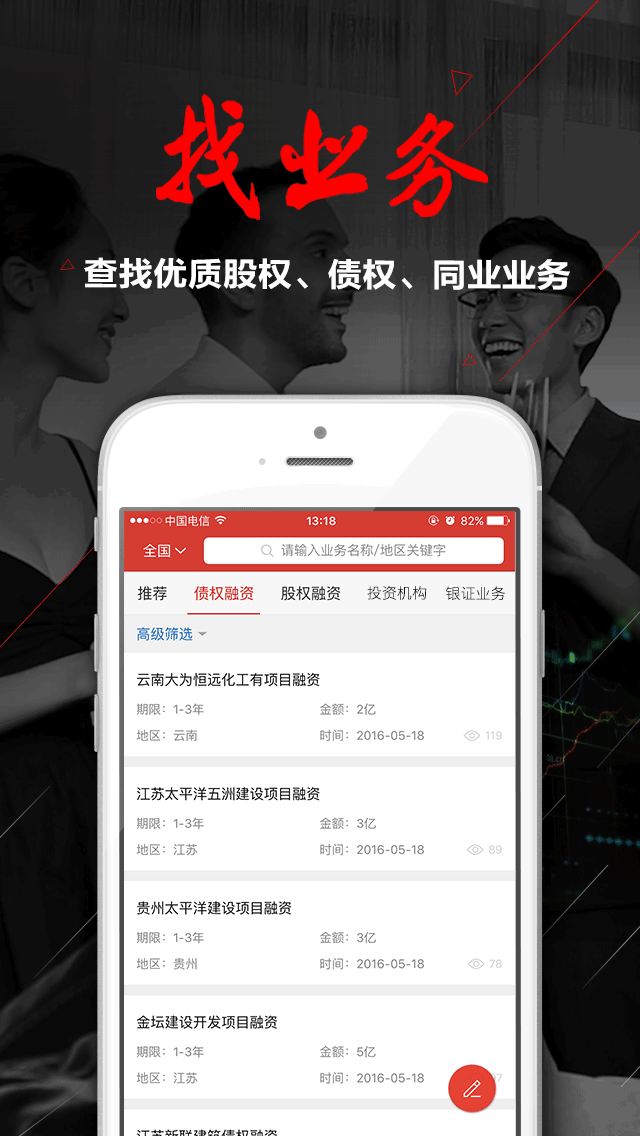 找业务
查找优质股权、债权、同业业务
中国电信 13:18 82%
全国 请输入业务名称/地区关键字
推荐 债权融资 股权融资 投资机构 银证业务
高级筛选
云南大为恒远化工有项目融资
期限：1-3年 金额：2亿
地区：云南 时间：2016-05-18 119
江苏太平洋五洲建设项目融资
期限：1-3年 金额：3亿
地区：江苏 时间：2016-05-18 89
贵州太平洋建设项目融资
期限：1-3年 金额：3亿
地区：贵州 时间：2016-05-18 78
金坛建设开发项目融资
期限：1-3年 金额：5亿
地区：江苏 时间：2016-05-18